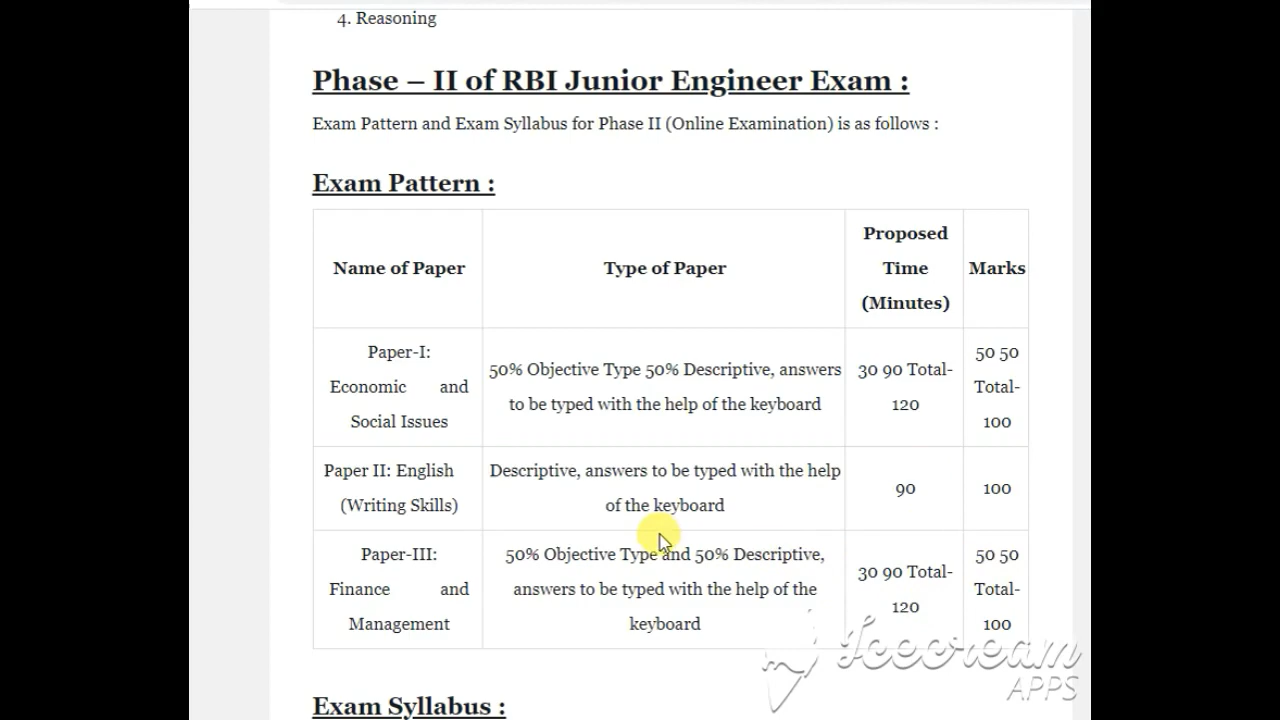 4. Reasoning
Phase – II of RBI Junior Engineer Exam :
Exam Pattern and Exam Syllabus for Phase II (Online Examination) is as follows :
Exam Pattern :
Name of Paper
Type of Paper
Proposed
Time
(Minutes)
Marks
Paper-I:
Economic and
Social Issues
50% Objective Type 50% Descriptive, answers
to be typed with the help of the keyboard
30 90 Total-
120
50 50
Total-
100
Paper II: English
(Writing Skills)
Descriptive, answers to be typed with the help
of the keyboard
90
100
Paper-III:
Finance and
Management
50% Objective Type and 50% Descriptive,
answers to be typed with the help of the
keyboard
30 90 Total-
120
50 50
Total-
100
Exam Syllabus :
Icecream
APPS